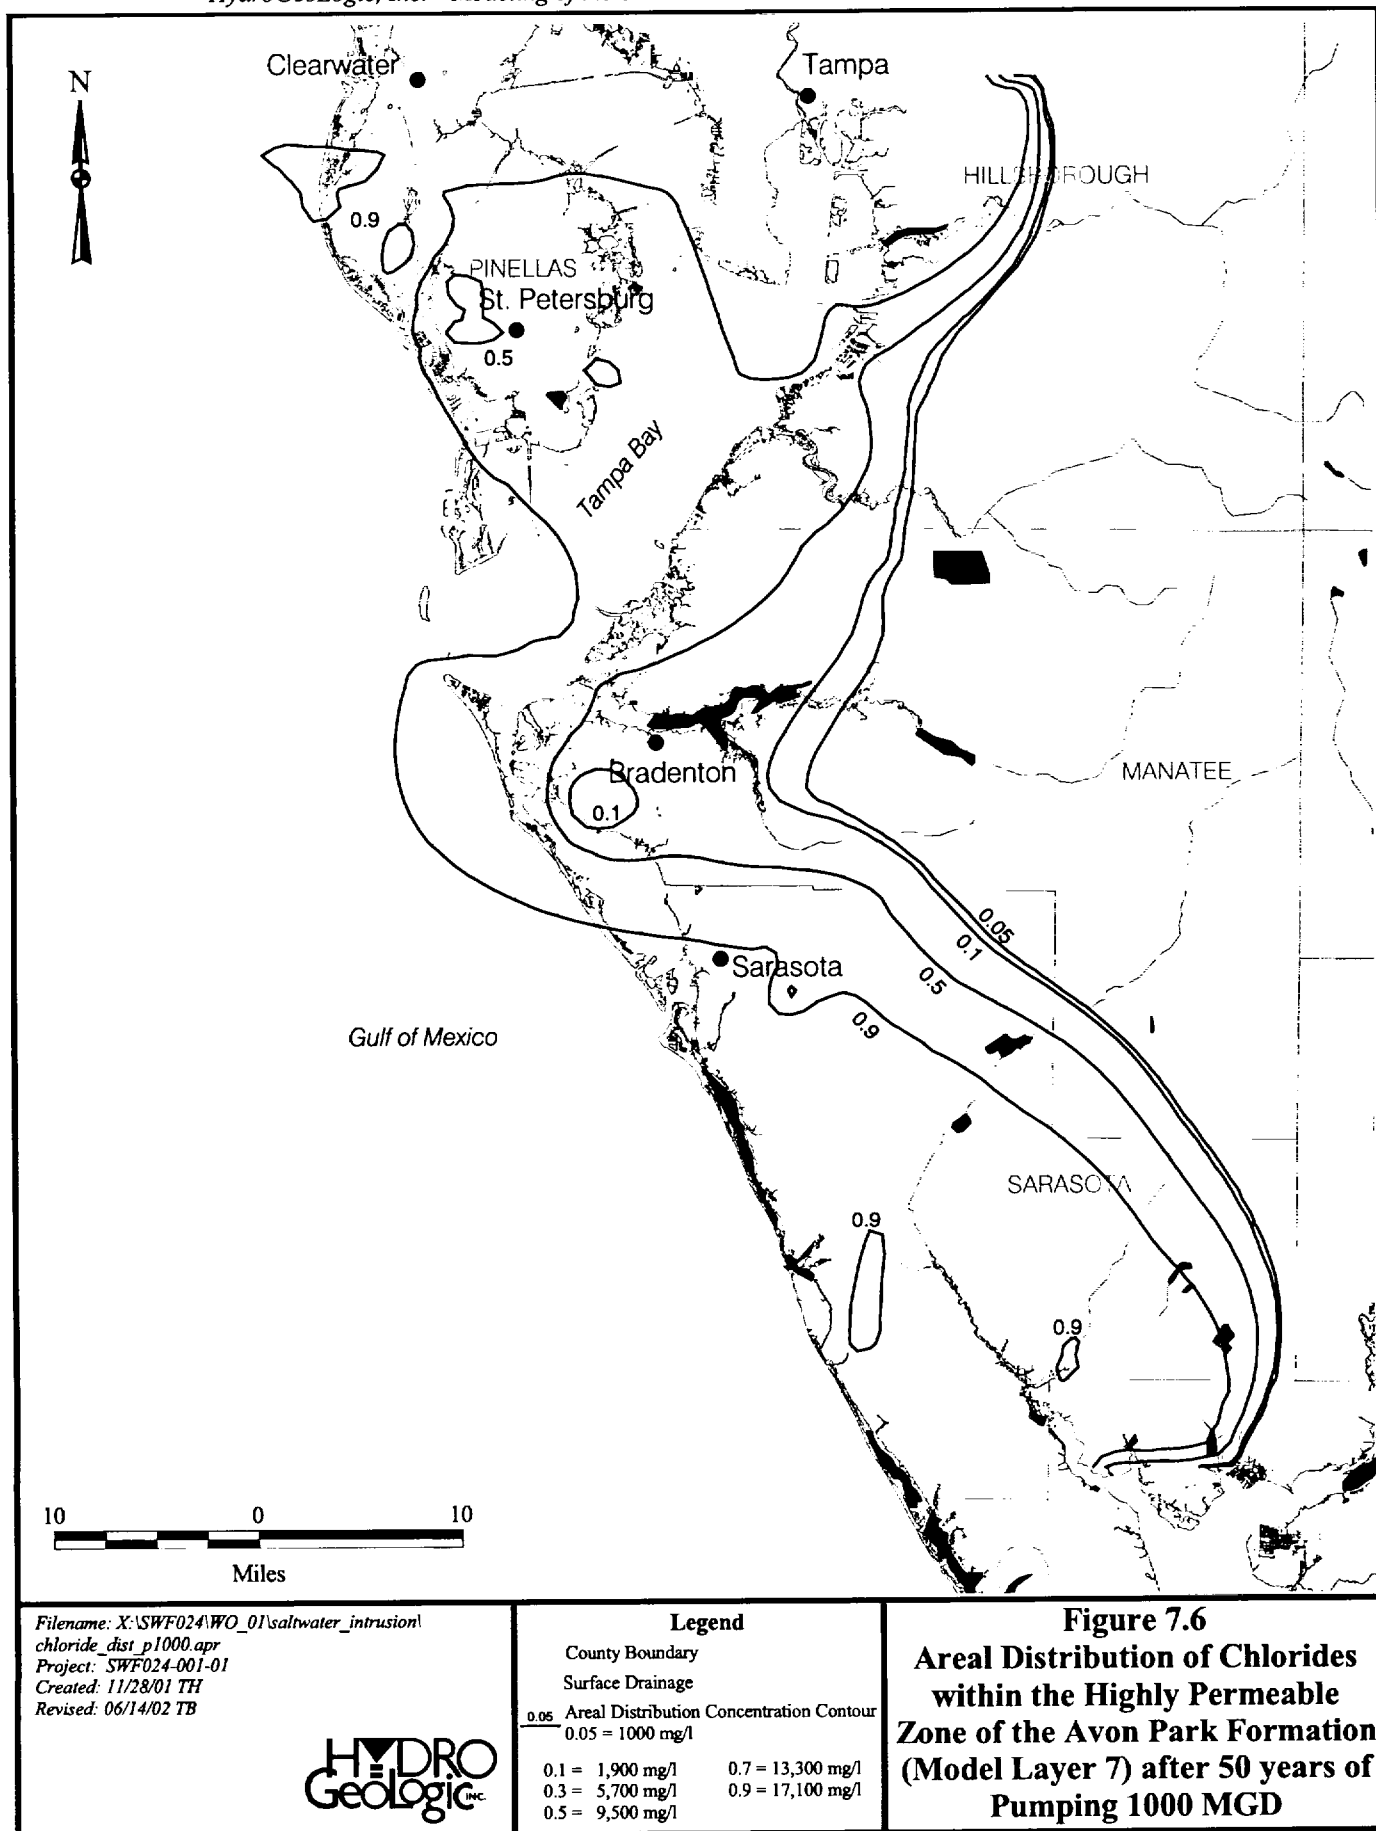 HydroGeoLogic, Inc.
Clearwater
Tampa
N
HILLSBOROUGH
0.9
PINELLAS
St. Petersburg
0.5
Tampa Bay
Bradenton
0.1
MANATEE
0.05
0.1
0.5
0.9
Sarasota
Gulf of Mexico
SARASOTA
0.9
0.9
10 0 10
Miles
Filename: X:\SWF024\WO_01\saltwater_intrusion\
chloride_dist_p1000.apr
Project: SWF024-001-01
Created: 11/28/01 TH
Revised: 06/14/02 TB
HYDRO
GeoLogic INC.
Legend
County Boundary
Surface Drainage
0.05 Areal Distribution Concentration Contour
0.05 = 1000 mg/l
0.1 = 1,900 mg/l 0.7 = 13,300 mg/l
0.3 = 5,700 mg/l 0.9 = 17,100 mg/l
0.5 = 9,500 mg/l
Figure 7.6
Areal Distribution of Chlorides
within the Highly Permeable
Zone of the Avon Park Formation
(Model Layer 7) after 50 years of
Pumping 1000 MGD